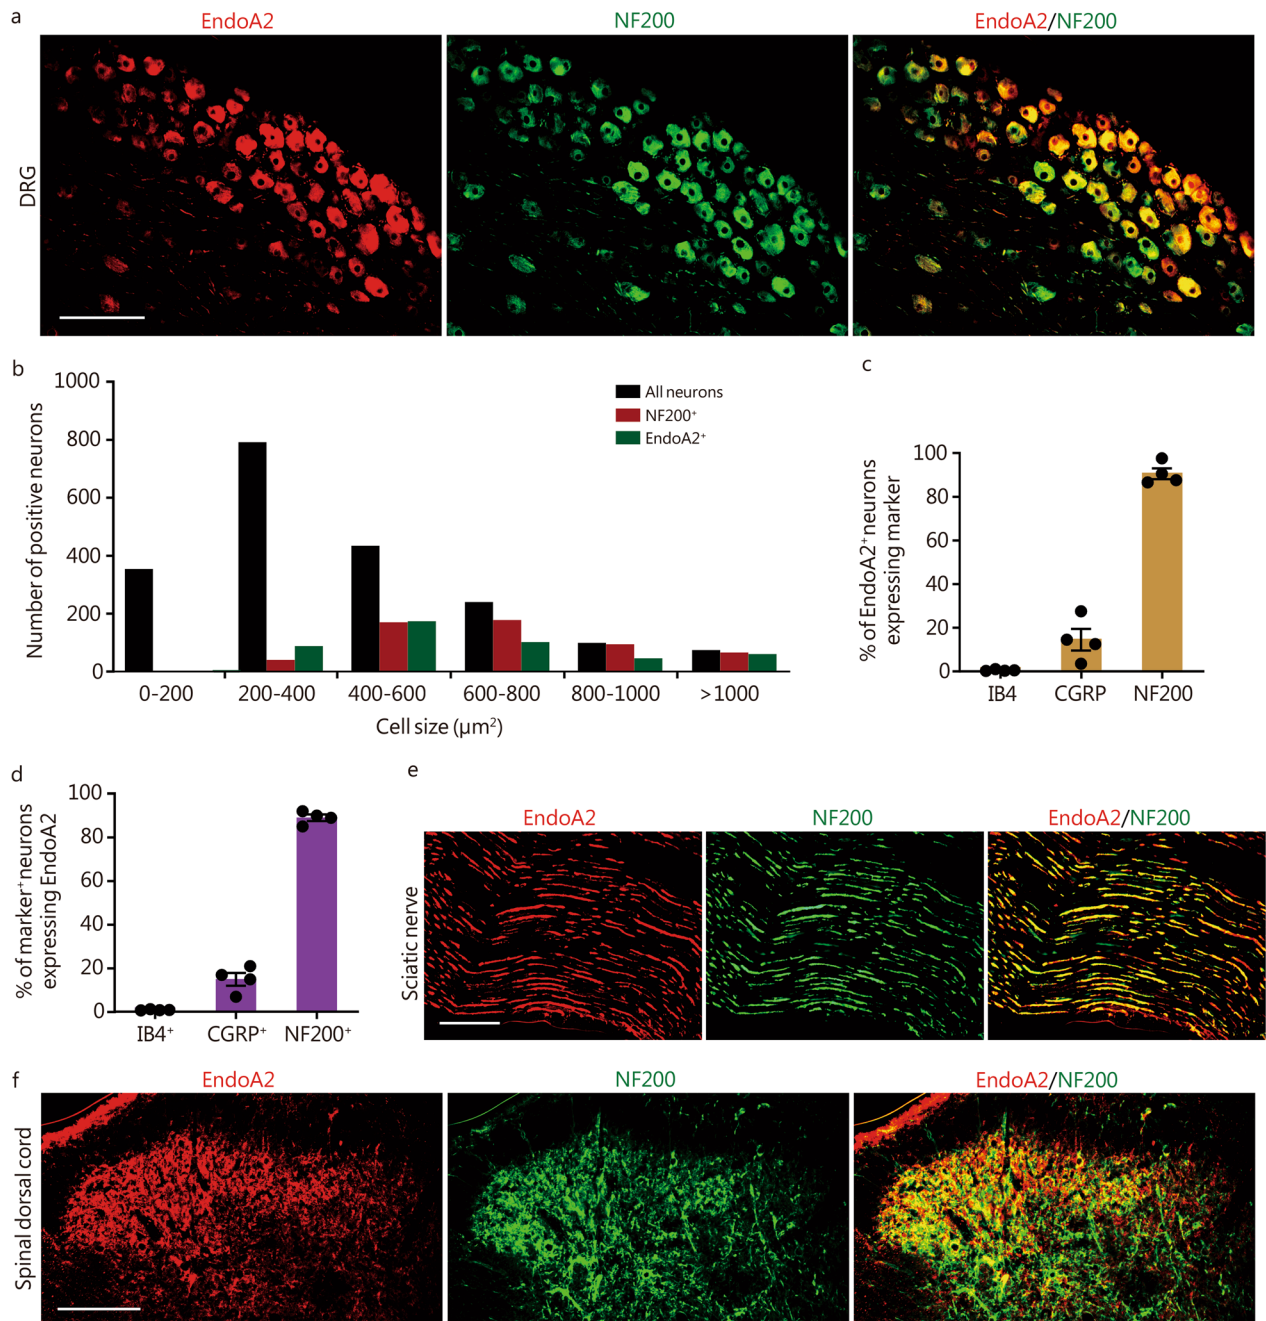 a
EndoA2
NF200
EndoA2/NF200
DRG
b
Number of positive neurons
1000
800
600
400
200
0
0-200
200-400
400-600
600-800
800-1000
>1000
Cell size (μm²)
All neurons
NF200⁺
EndoA2⁺
c
% of EndoA2⁺ neurons
expressing marker
100
80
60
40
20
0
IB4
CGRP
NF200
d
% of marker⁺ neurons
expressing EndoA2
100
80
60
40
20
0
IB4⁺
CGRP⁺
NF200⁺
e
EndoA2
NF200
EndoA2/NF200
Sciatic nerve
f
EndoA2
NF200
EndoA2/NF200
Spinal dorsal cord